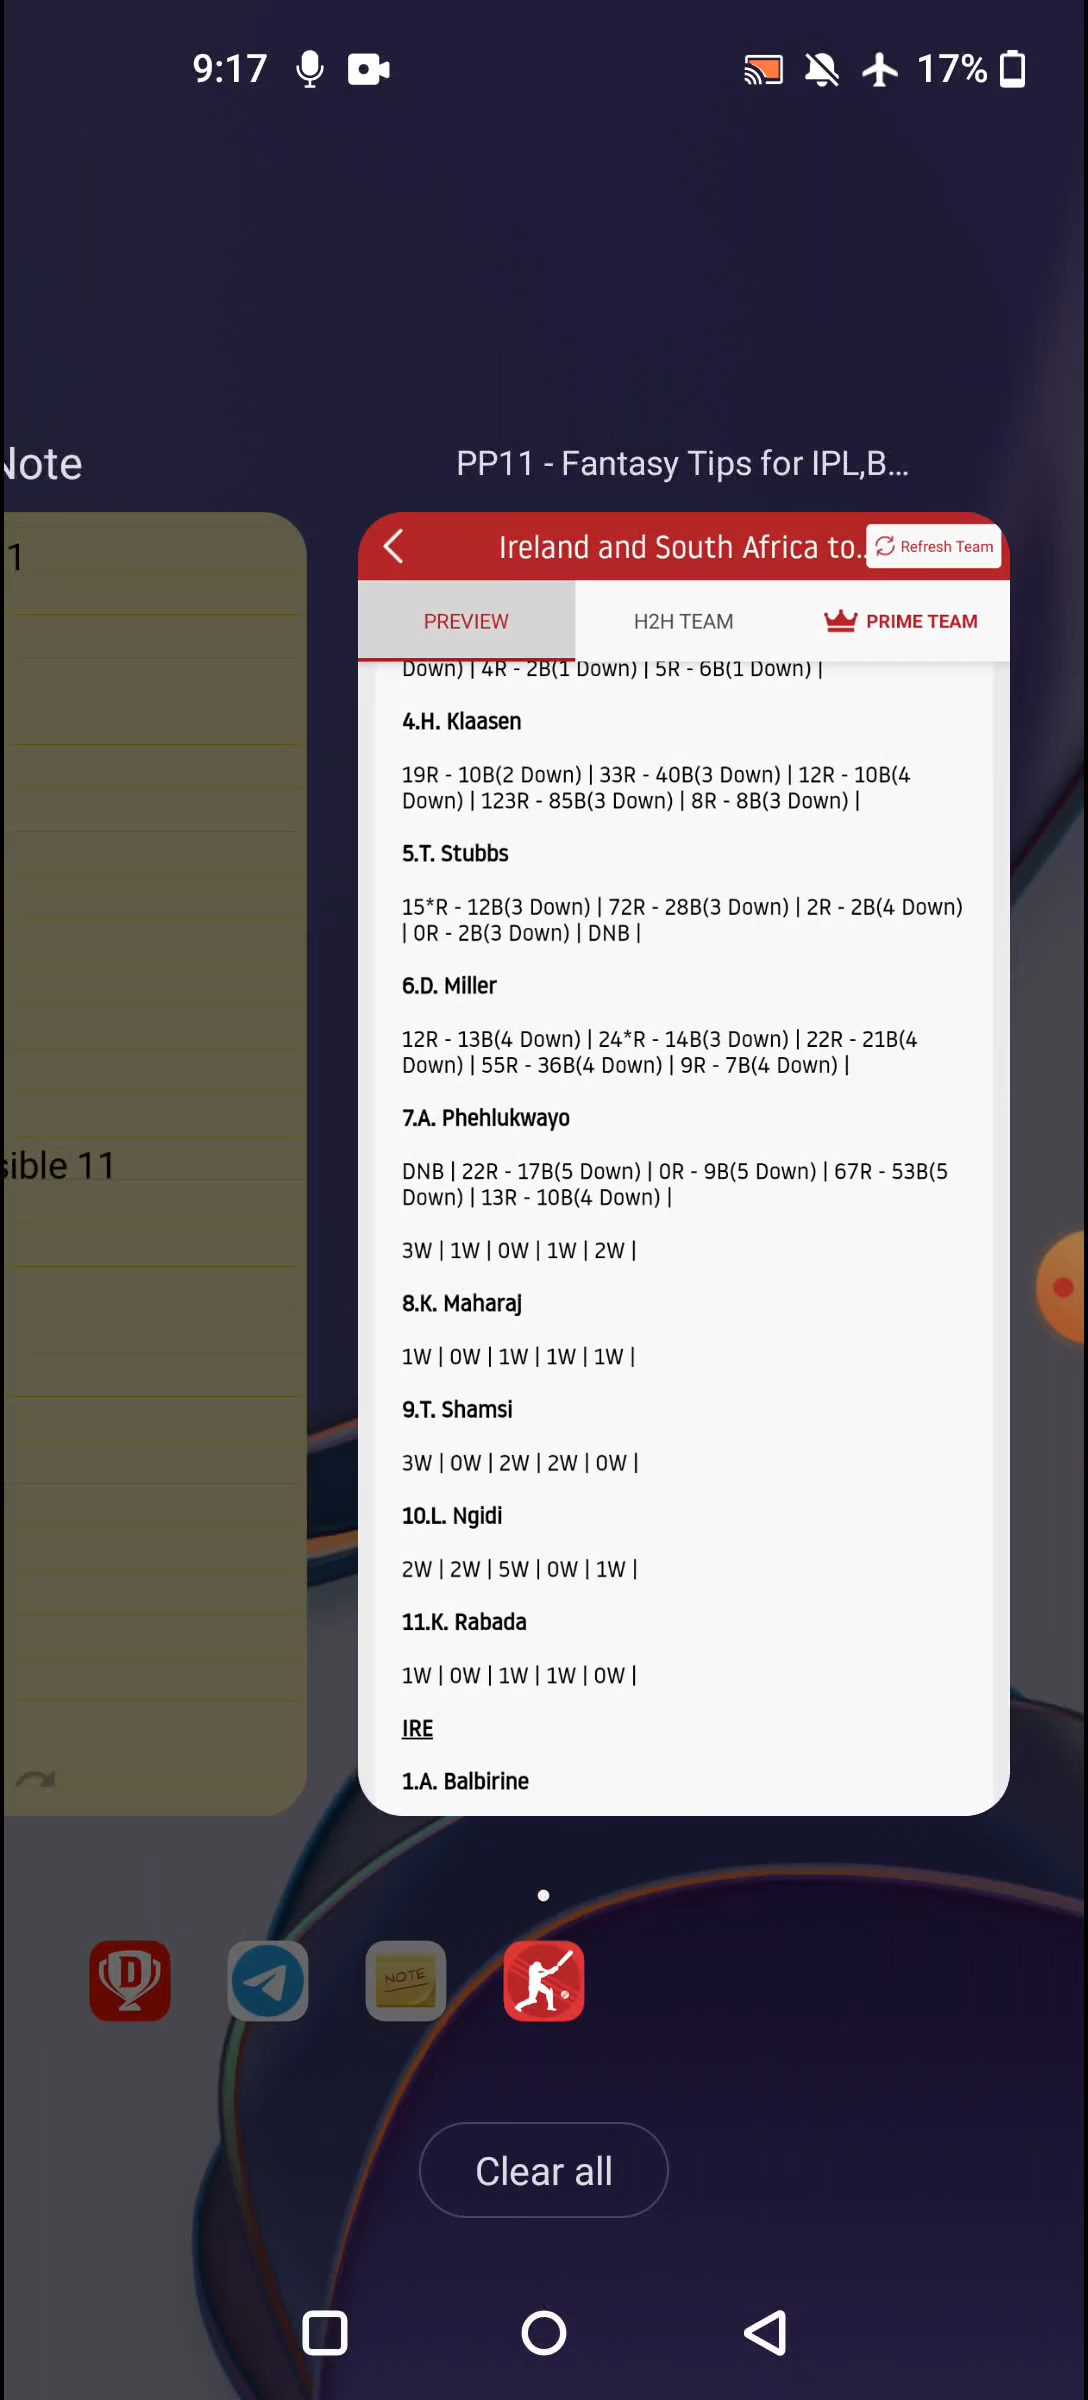 9:17
17%
Note
PP11 - Fantasy Tips for IPL,B...
1
Ireland and South Africa to..
Refresh Team
PREVIEW
H2H TEAM
PRIME TEAM
Down) | 4R - 2B(1 Down) | 5R - 6B(1 Down) |
4.H. Klaasen
19R - 10B(2 Down) | 33R - 40B(3 Down) | 12R - 10B(4
Down) | 123R - 85B(3 Down) | 8R - 8B(3 Down) |
5.T. Stubbs
15*R - 12B(3 Down) | 72R - 28B(3 Down) | 2R - 2B(4 Down)
| 0R - 2B(3 Down) | DNB |
6.D. Miller
12R - 13B(4 Down) | 24*R - 14B(3 Down) | 22R - 21B(4
Down) | 55R - 36B(4 Down) | 9R - 7B(4 Down) |
7.A. Phehlukwayo
sible 11
DNB | 22R - 17B(5 Down) | 0R - 9B(5 Down) | 67R - 53B(5
Down) | 13R - 10B(4 Down) |
3W | 1W | 0W | 1W | 2W |
8.K. Maharaj
1W | 0W | 1W | 1W | 1W |
9.T. Shamsi
3W | 0W | 2W | 2W | 0W |
10.L. Ngidi
2W | 2W | 5W | 0W | 1W |
11.K. Rabada
1W | 0W | 1W | 1W | 0W |
IRE
1.A. Balbirine
D
NOTE
Clear all